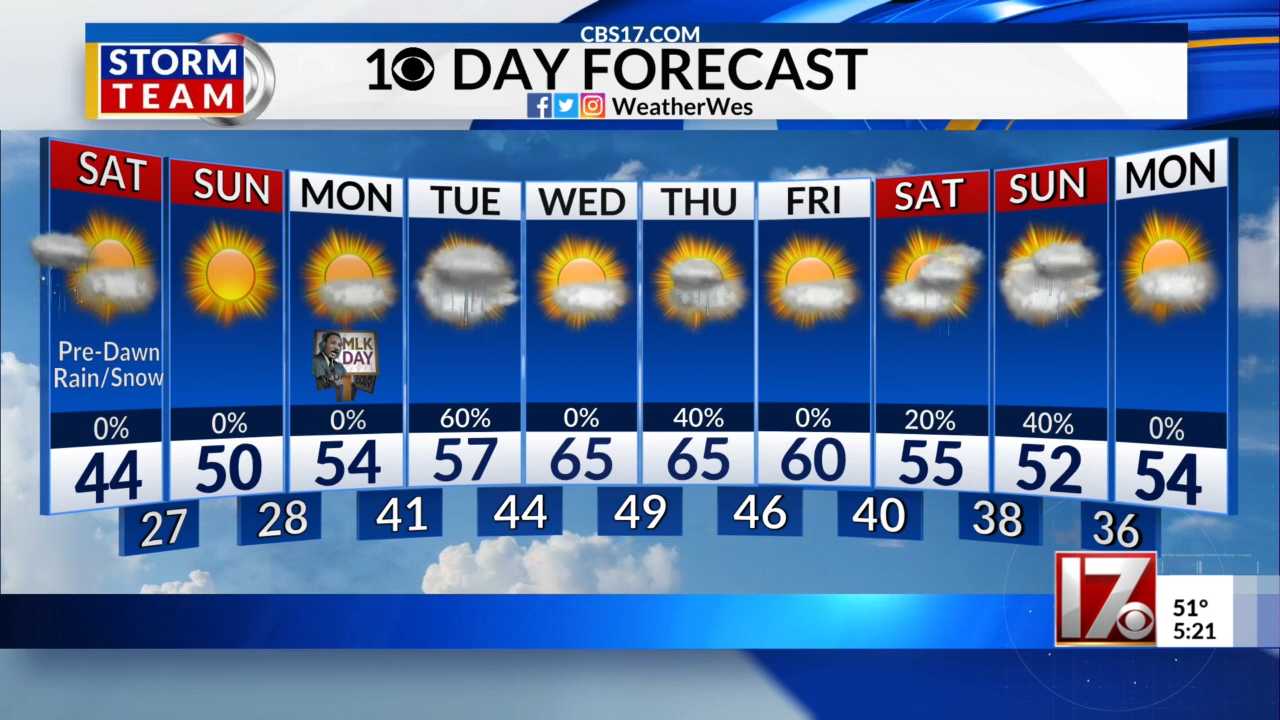 CBS17.COM
STORM
TEAM
10 DAY FORECAST
WeatherWes
SAT SUN MON TUE WED THU FRI SAT SUN MON
MLK
DAY
Pre-Dawn
Rain/Snow
0% 0% 0% 60% 0% 40% 0% 20% 40% 0%
44 50 54 57 65 65 60 55 52 54
27 28 41 44 49 46 40 38 36
17
51°
5:21